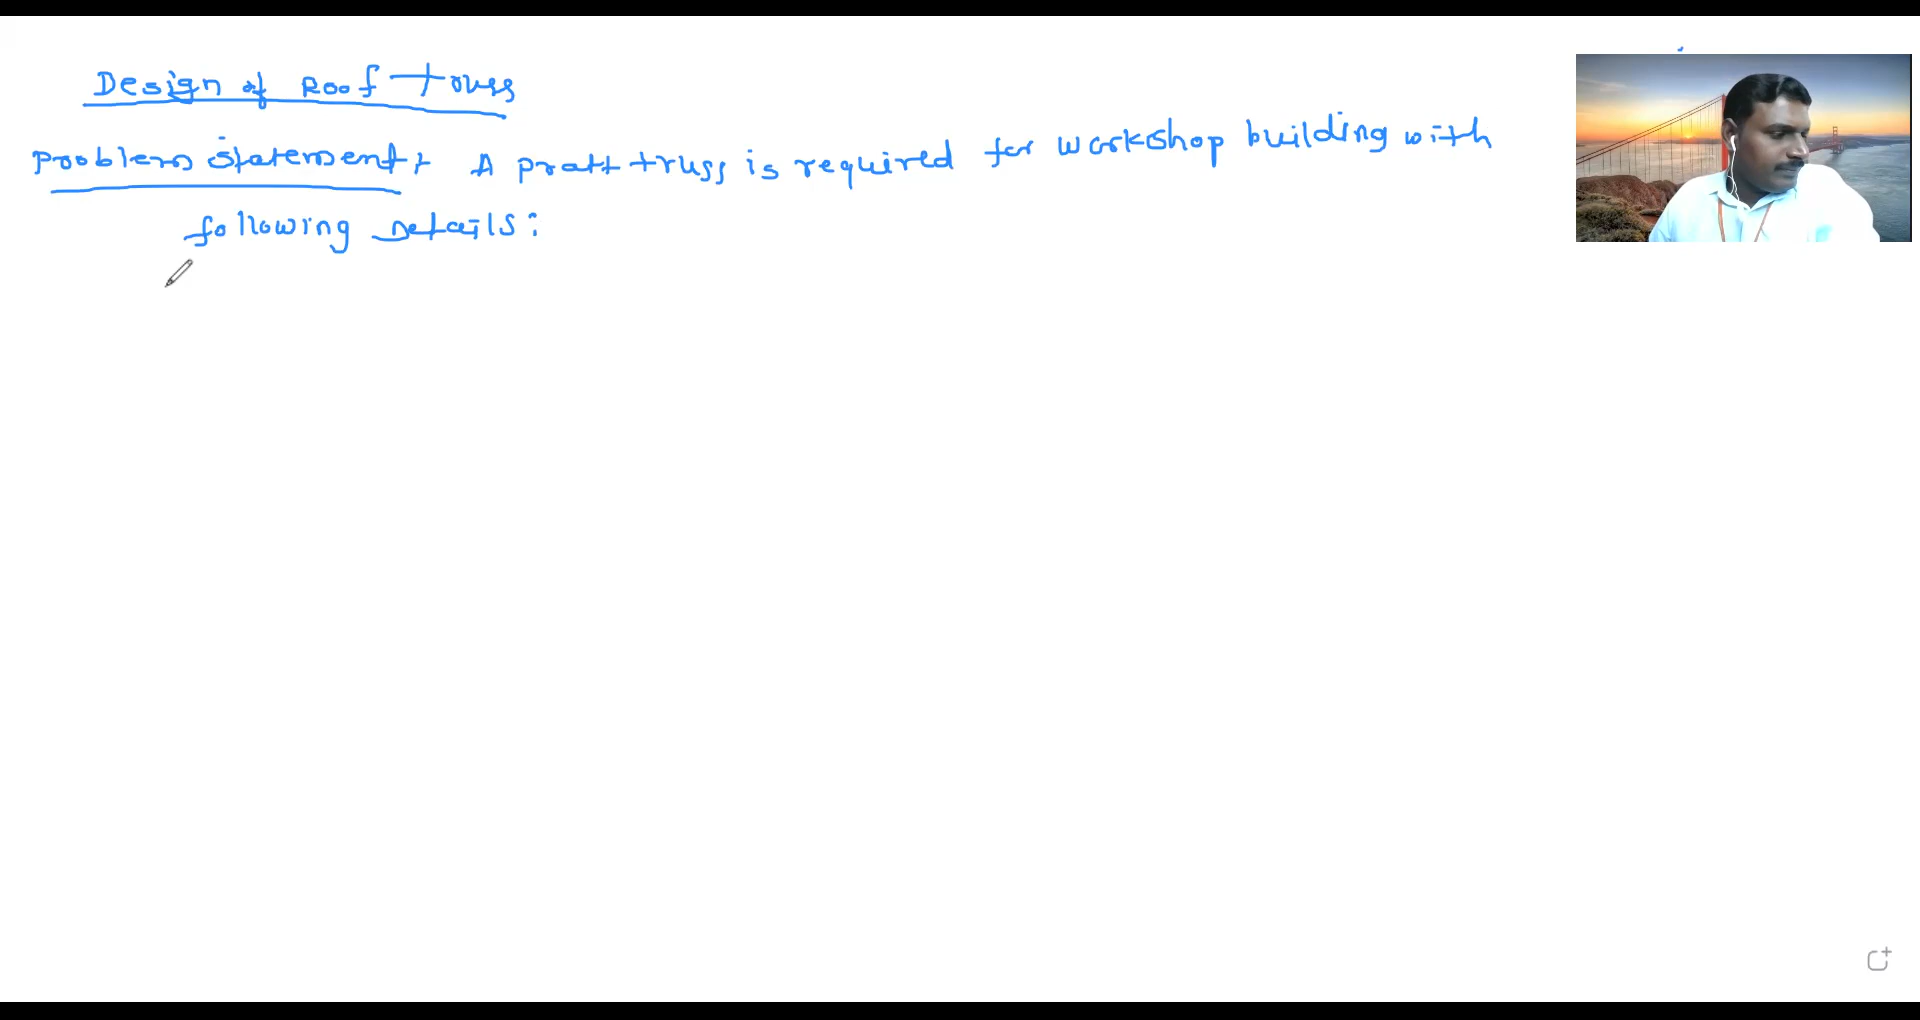 Design of Roof Truss
Problem statement: A pratt truss is required for workshop building with
following Details: